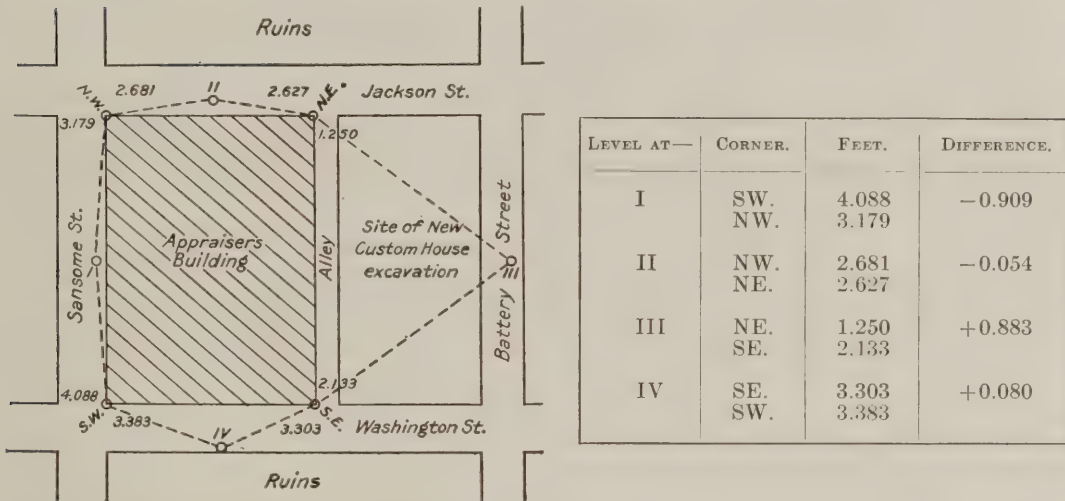 Ruins
N.W.
2.681
II
2.627
N.E.
Jackson St.
3.179
1.250
Sansome St.
I
Appraisers
Building
Alley
Site of New
Custom House
excavation
Battery Street
III
4.088
2.133
S.W.
3.383
IV
3.303
S.E.
Washington St.
Ruins
LEVEL AT— CORNER. FEET. DIFFERENCE.
I SW. 4.088 −0.909
NW. 3.179
II NW. 2.681 −0.054
NE. 2.627
III NE. 1.250 +0.883
SE. 2.133
IV SE. 3.303 +0.080
SW. 3.383